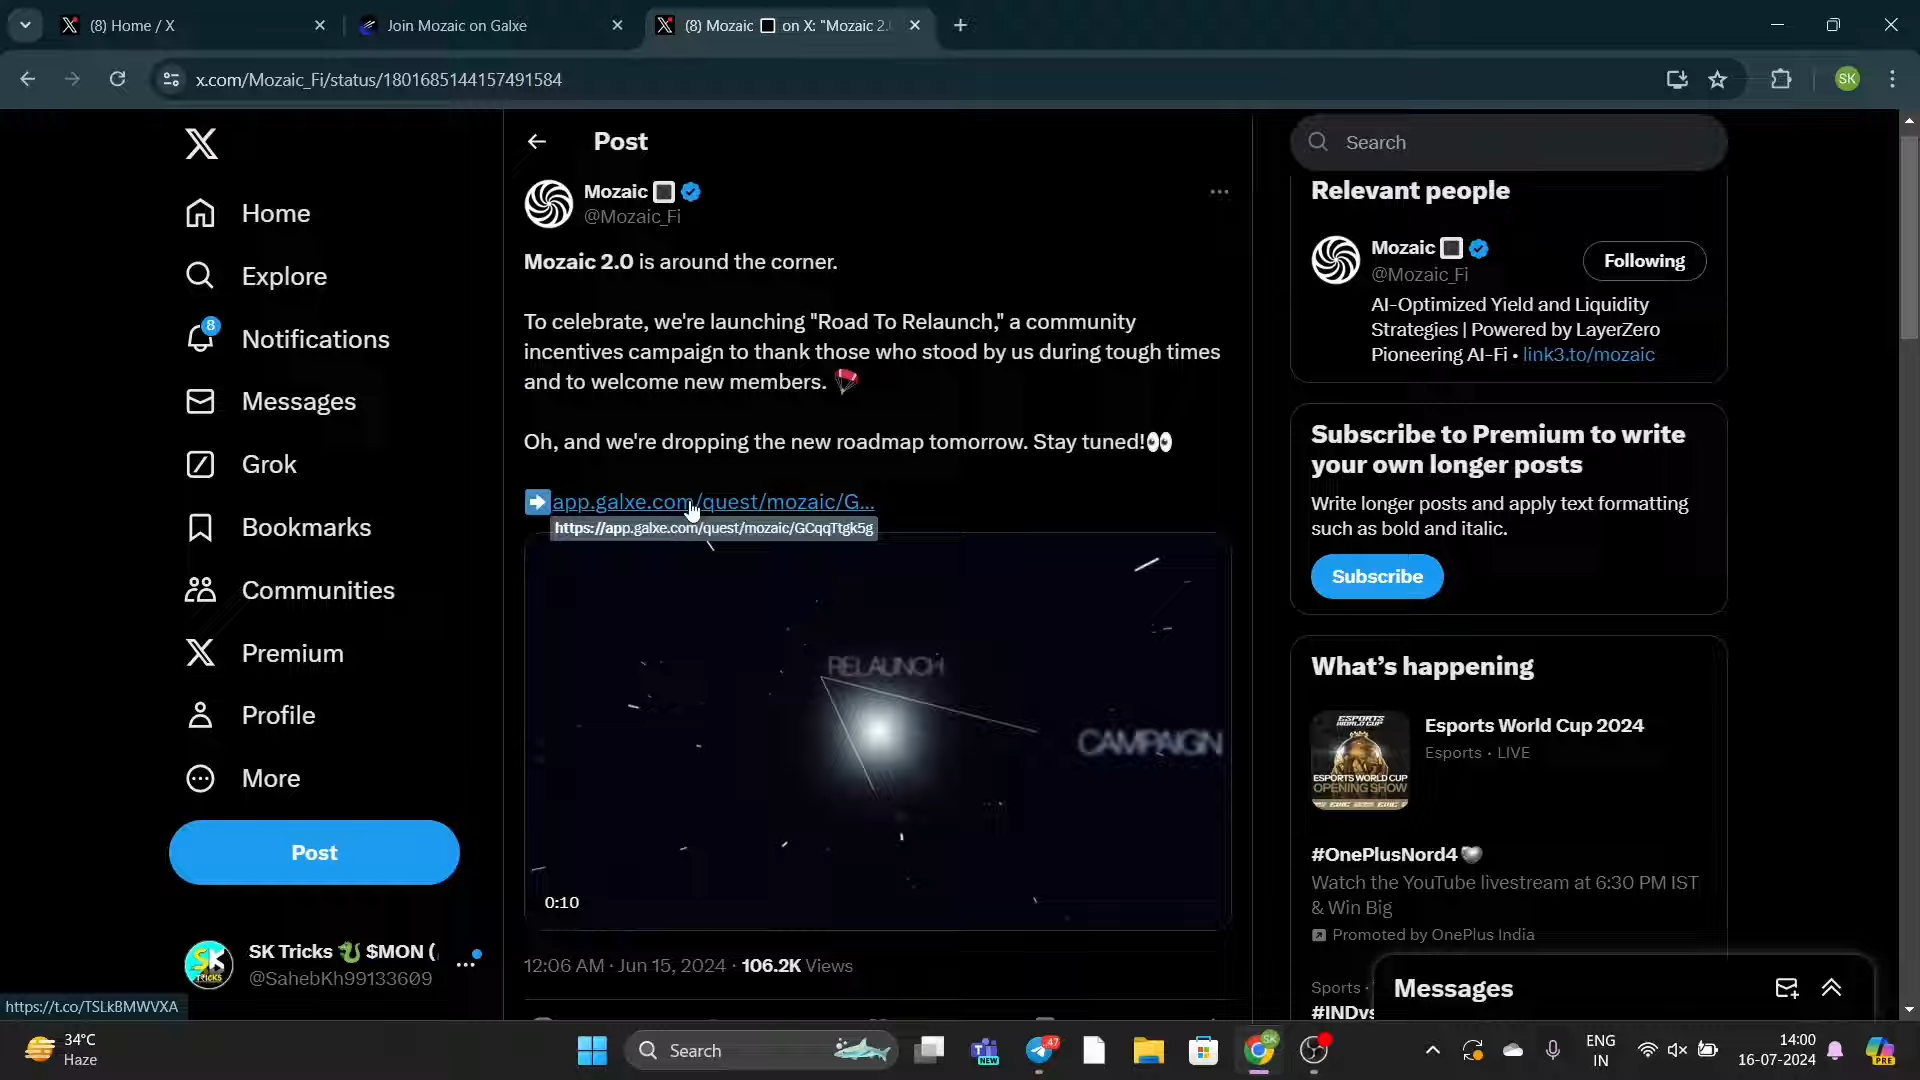 (8) Home / X
Join Mozaic on Galxe
(8) Mozaic 🔳 on X: "Mozaic 2.
x.com/Mozaic_Fi/status/1801685144157491584
SK
Post
Search
Home
Explore
8
Notifications
Messages
Grok
Bookmarks
Communities
Premium
Profile
More
Post
SK Tricks 🐉 $MON (
@SahebKh99133609
SK
TRICKS
https://t.co/TSLkBMWVXA
Mozaic 🔳
@Mozaic_Fi
Mozaic 2.0 is around the corner.
To celebrate, we're launching "Road To Relaunch," a community
incentives campaign to thank those who stood by us during tough times
and to welcome new members. 🪂
Oh, and we're dropping the new roadmap tomorrow. Stay tuned!👀
➡️app.galxe.com/quest/mozaic/G...
https://app.galxe.com/quest/mozaic/GCqqTtgk5g
RELAUNCH
CAMPAIGN
0:10
12:06 AM · Jun 15, 2024 · 106.2K Views
Relevant people
Mozaic 🔳
@Mozaic_Fi
Following
AI-Optimized Yield and Liquidity
Strategies | Powered by LayerZero
Pioneering AI-Fi • link3.to/mozaic
Subscribe to Premium to write
your own longer posts
Write longer posts and apply text formatting
such as bold and italic.
Subscribe
What's happening
ESPORTS
WORLD CUP
ESPORTS WORLD CUP
OPENING SHOW
Esports World Cup 2024
Esports · LIVE
#OnePlusNord4
Watch the YouTube livestream at 6:30 PM IST
& Win Big
Promoted by OnePlus India
Sports ·
#INDvs
Messages
34°C
Haze
Search
NEW
47
SK
ENG
IN
14:00
16-07-2024
PRE